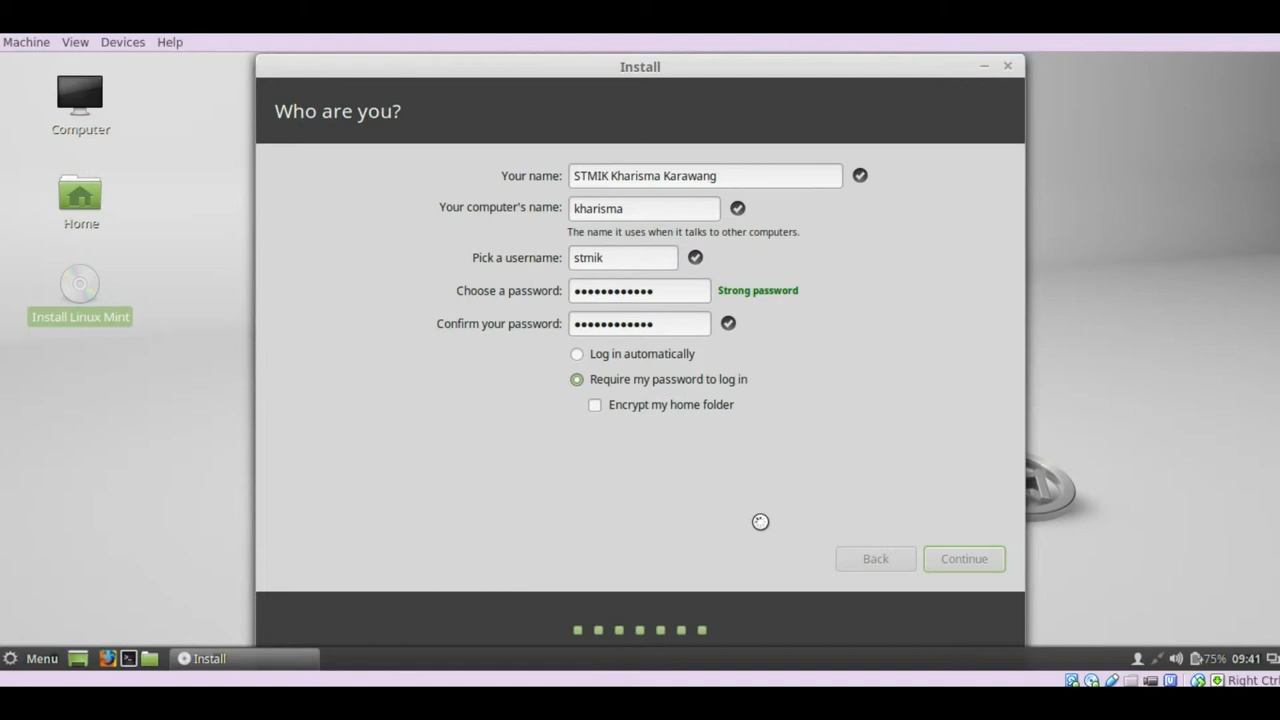 Machine View Devices Help
Install
Computer
Home
Install Linux Mint
Who are you?
Your name: STMIK Kharisma Karawang
Your computer's name: kharisma
The name it uses when it talks to other computers.
Pick a username: stmik
Choose a password: ●●●●●●●●●●●● Strong password
Confirm your password: ●●●●●●●●●●●●
Log in automatically
Require my password to log in
Encrypt my home folder
Back Continue
Menu Install 75% 09:41
Right Ctrl